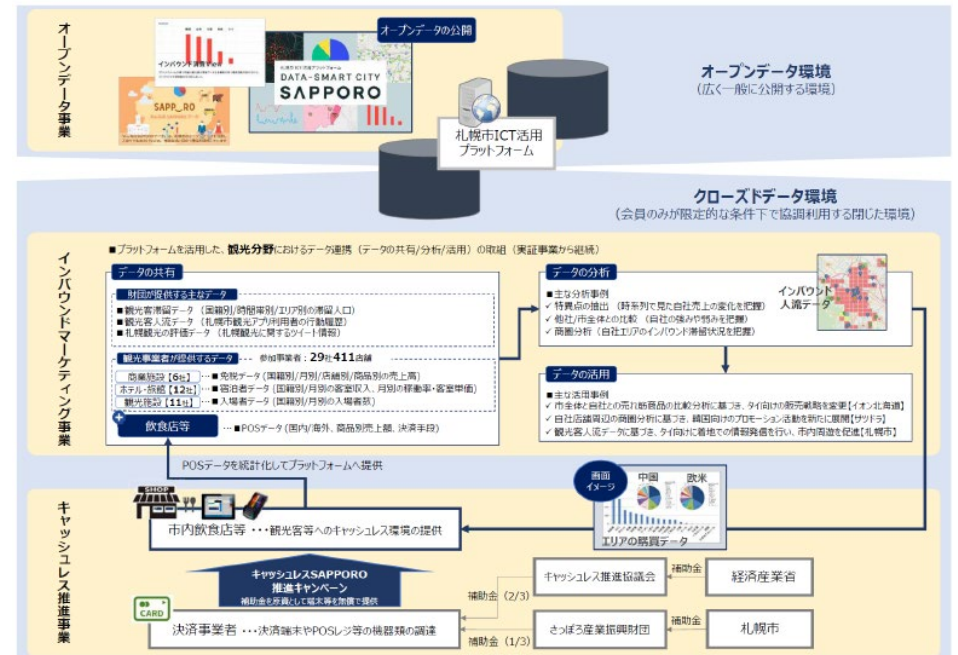 オープンデータ事業
オープンデータの公開
インバウンド調査
札幌市ICT活用プラットフォーム
DATA-SMART CITY
SAPPORO
SAPP_RO
札幌市ICT活用
プラットフォーム
オープンデータ環境
(広く一般に公開する環境)
クローズドデータ環境
(会員のみが限定的な条件下で協調利用する閉じた環境)
インバウンドマーケティング事業
■プラットフォームを活用した、観光分野におけるデータ連携（データの共有/分析/活用）の取組（実証事業から継続）
データの共有
財団が提供する主なデータ
■観光客滞留データ（国籍別/時間帯別/エリア別の滞留人口）
■観光客人流データ（札幌市観光アプリ利用者の行動履歴）
■札幌観光の評価データ（札幌観光に関するツイート情報）
観光事業者が提供するデータ 参加事業者：29社411店舗
商業施設【6社】 …■免税データ（国籍別/月別/店舗別/商品別の売上高）
ホテル・旅館【12社】 …■宿泊者データ（国籍別/月別の客室収入、月別の稼働率・客室単価）
観光施設【11社】 …■入場者データ（国籍別/月別の入場者数）
+
飲食店等 …■POSデータ（国内/海外、商品別売上額、決済手段）
データの分析
■主な分析事例
✓特異点の抽出 （時系列で見た自社売上の変化を把握）
✓他社/市全体との比較 （自社の強みや弱みを把握）
✓商圏分析（自社エリアのインバウンド滞留状況を把握）
インバウンド
人流データ
データの活用
■主な活用事例
✓市全体と自社との売れ筋商品の比較分析に基づき、タイ向けの販売戦略を変更【イオン北海道】
✓自社店舗周辺の商圏分析に基づき、韓国向けのプロモーション活動を新たに展開【サツドラ】
✓観光客人流データに基づき、タイ向けに着地での情報発信を行い、市内周遊を促進【札幌市】
POSデータを統計化してプラットフォームへ提供
キャッシュレス推進事業
SHOP
市内飲食店等・・・観光客等へのキャッシュレス環境の提供
画面
イメージ
中国
欧米
エリアの購買データ
キャッシュレスSAPPORO
推進キャンペーン
補助金を原資として端末等を無償で提供
CARD
決済事業者・・・決済端末やPOSレジ等の機器類の調達
補助金（2/3）
キャッシュレス推進協議会
補助金
経済産業省
補助金（1/3）
さっぽろ産業振興財団
補助金
札幌市